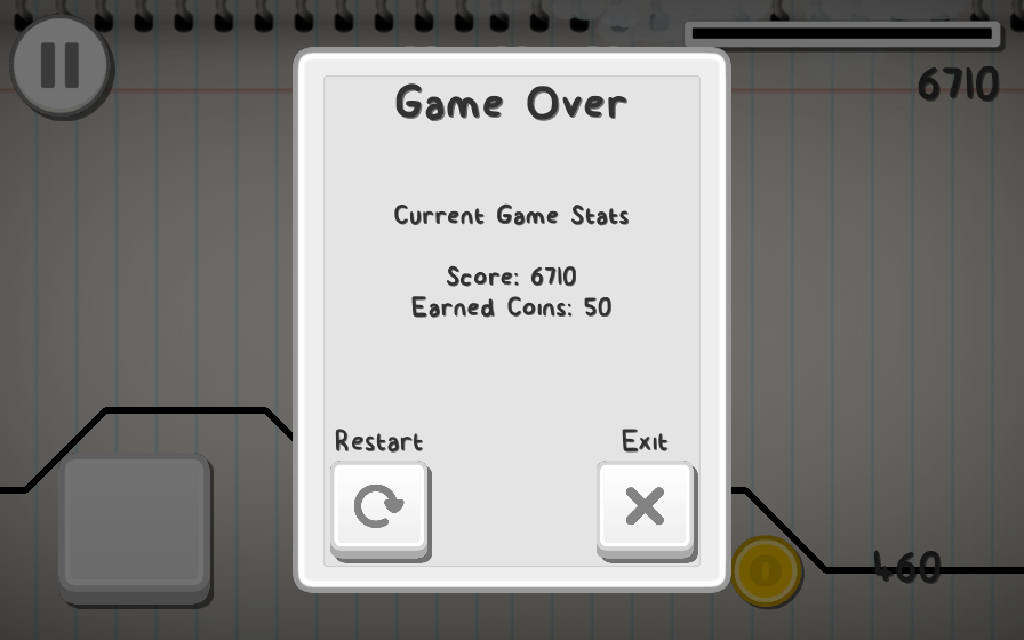 6710
Game Over
Current Game Stats
Score: 6710
Earned Coins: 50
Restart
Exit
460